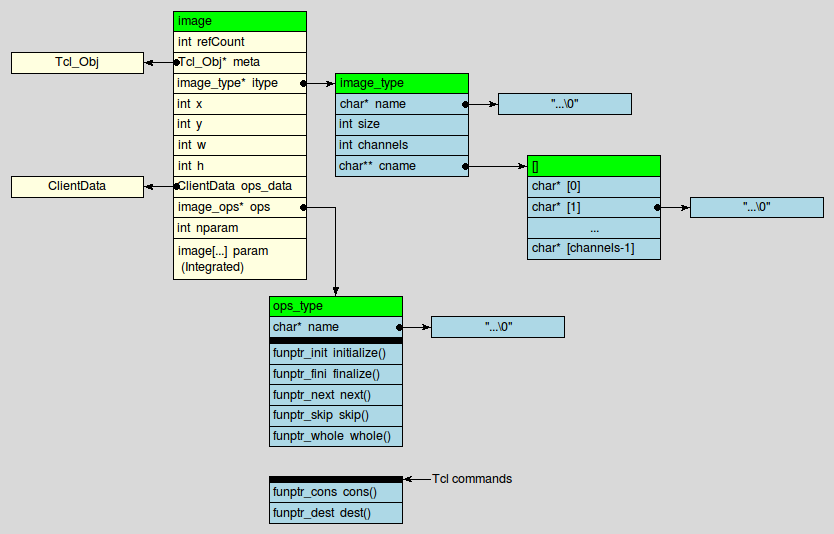 image
int refCount
Tcl_Obj
Tcl_Obj* meta
image_type* itype
int x
int y
int w
int h
ClientData
ClientData ops_data
image_ops* ops
int nparam
image[...] param
(Integrated)
image_type
char* name
"...\0"
int size
int channels
char** cname
[]
char* [0]
char* [1]
"...\0"
...
char* [channels-1]
ops_type
char* name
"...\0"
funptr_init initialize()
funptr_fini finalize()
funptr_next next()
funptr_skip skip()
funptr_whole whole()
Tcl commands
funptr_cons cons()
funptr_dest dest()